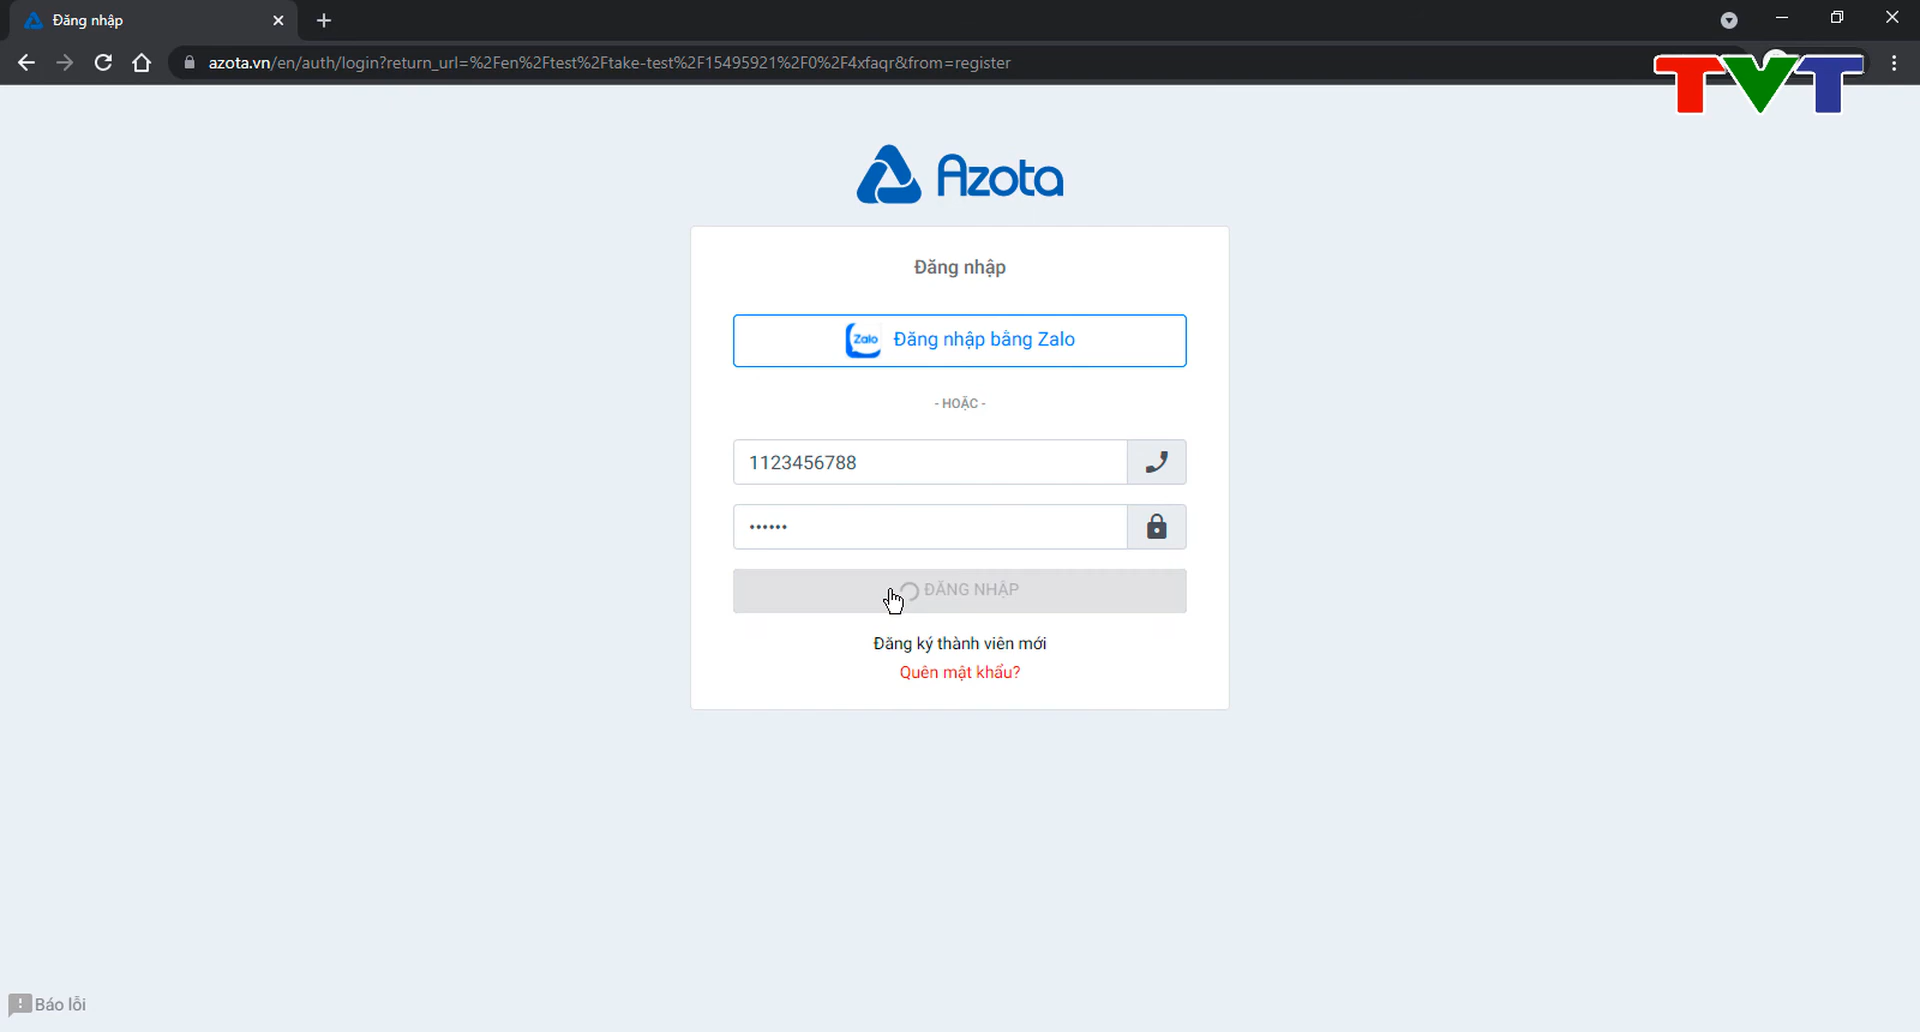 Đăng nhập
azota.vn/en/auth/login?return_url=%2Fen%2Ftest%2Ftake-test%2F15495921%2F0%2F4xfaqr&from=register
TVT
Azota
Đăng nhập
Zalo Đăng nhập bằng Zalo
- HOẶC -
1123456788
••••••
ĐĂNG NHẬP
Đăng ký thành viên mới
Quên mật khẩu?
Báo lỗi